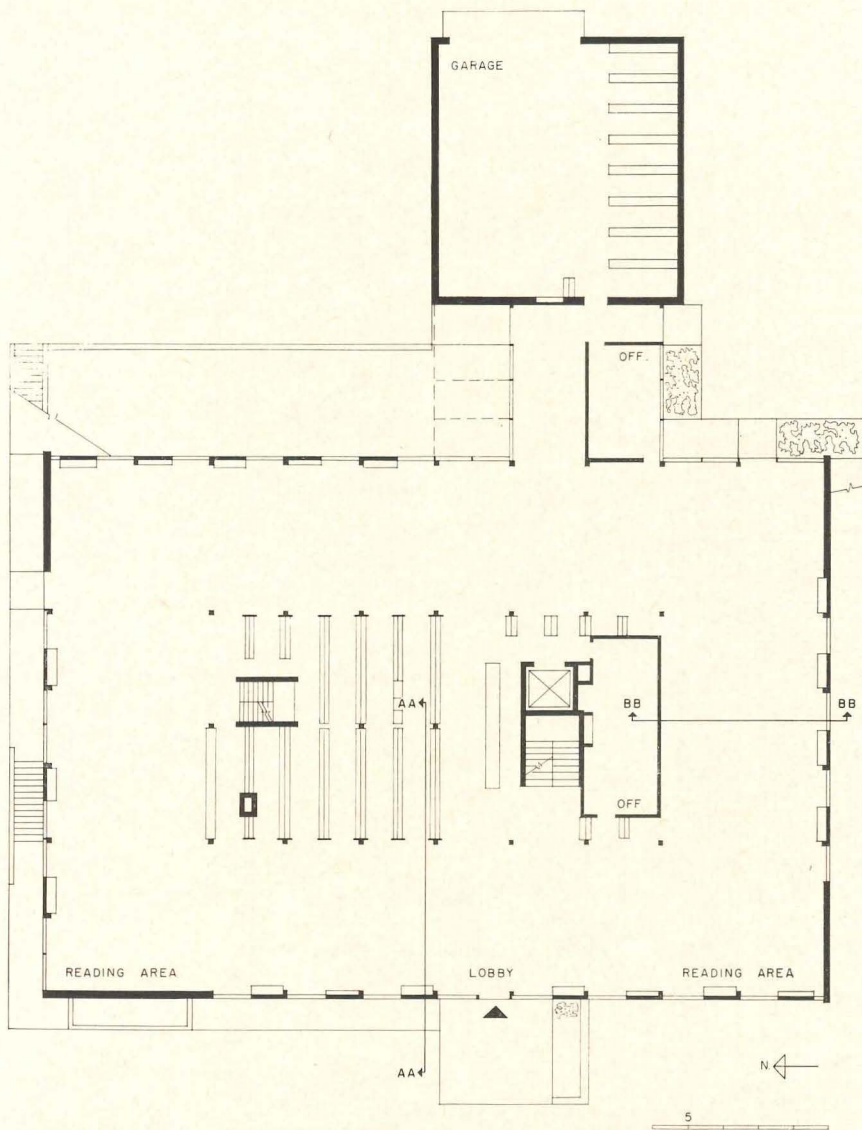 GARAGE
OFF.
BB BB
AA
OFF
READING AREA LOBBY READING AREA
AA
N.
5